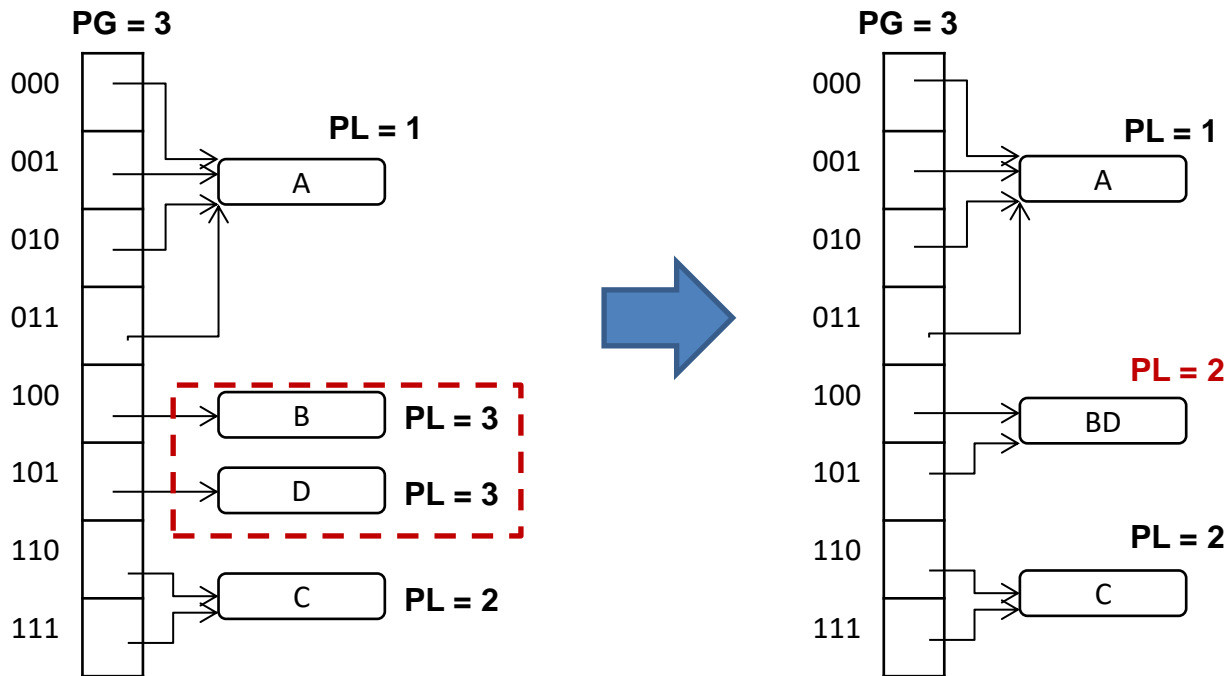 PG = 3
000
001
010
011
100
101
110
111
PL = 1
A
B
PL = 3
D
PL = 3
C
PL = 2
PG = 3
000
001
010
011
100
101
110
111
PL = 1
A
PL = 2
BD
PL = 2
C